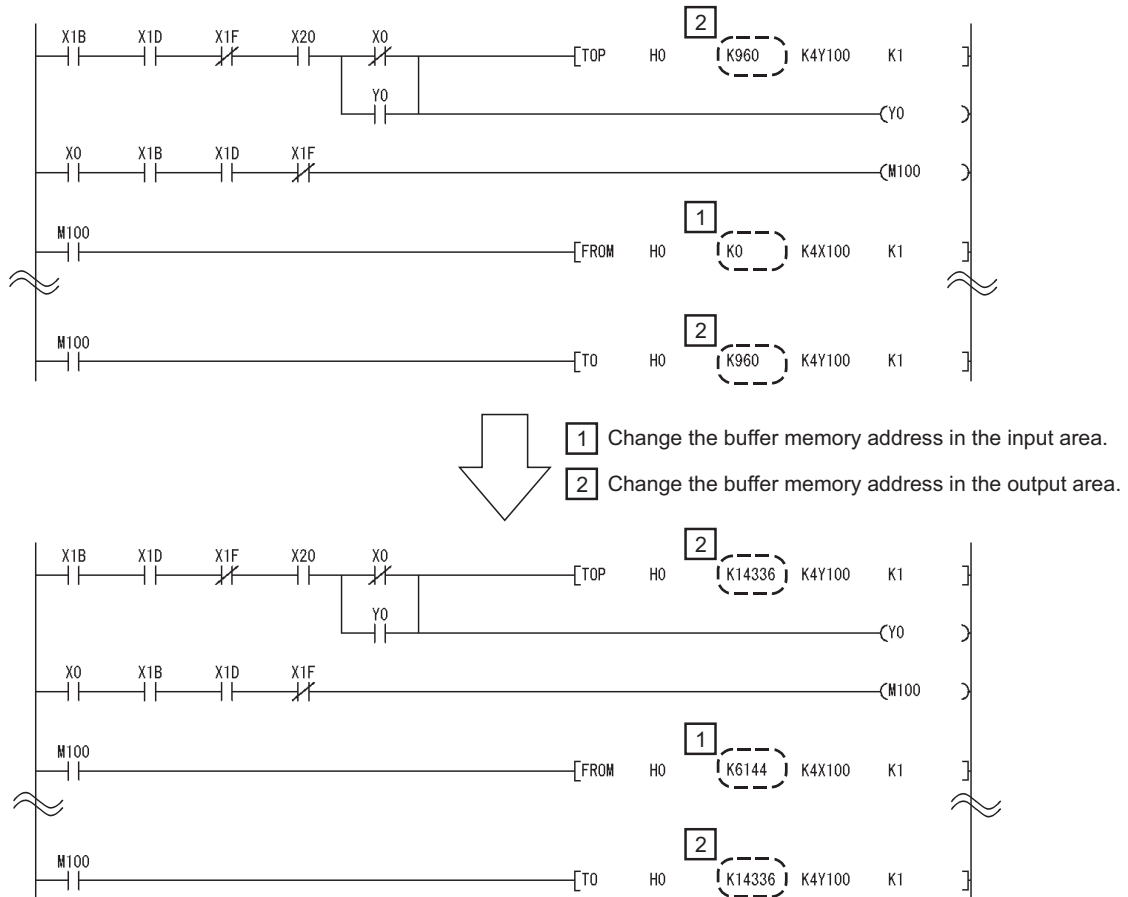 2
X1B X1D X1F X20 X0
[TOP H0 K960 K4Y100 K1 ]
Y0
(Y0 )
X0 X1B X1D X1F
(M100 )
1
M100
[FROM H0 K0 K4X100 K1 ]
2
M100
[TO H0 K960 K4Y100 K1 ]
1 Change the buffer memory address in the input area.
2 Change the buffer memory address in the output area.
2
X1B X1D X1F X20 X0
[TOP H0 K14336 K4Y100 K1 ]
Y0
(Y0 )
X0 X1B X1D X1F
(M100 )
1
M100
[FROM H0 K6144 K4X100 K1 ]
2
M100
[TO H0 K14336 K4Y100 K1 ]